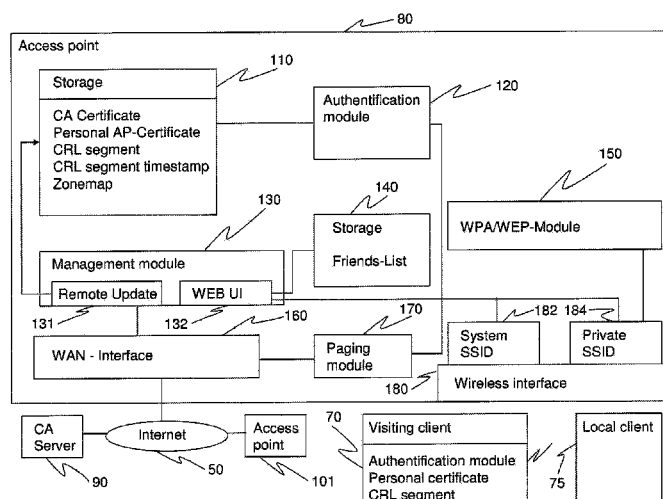 80
Access point
110
Storage
CA Certificate
Personal AP-Certificate
CRL segment
CRL segment timestamp
Zonemap
120
Authentification
module
150
WPA/WEP-Module
140
Storage
Friends-List
130
Management module
Remote Update
WEB UI
131
132
160
WAN - Interface
170
Paging
module
182
184
System
SSID
Private
SSID
180
Wireless interface
CA
Server
90
Internet
50
Access
point
101
70
Visiting client
Authentification module
Personal certificate
CRL segment
75
Local client